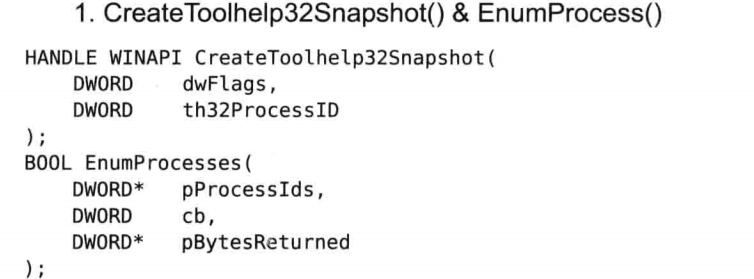 1. CreateToolhelp32Snapshot() & EnumProcess()
HANDLE WINAPI CreateToolhelp32Snapshot(
    DWORD     dwFlags,
    DWORD     th32ProcessID
);
BOOL EnumProcesses(
    DWORD*    pProcessIds,
    DWORD     cb,
    DWORD*    pBytesReturned
);